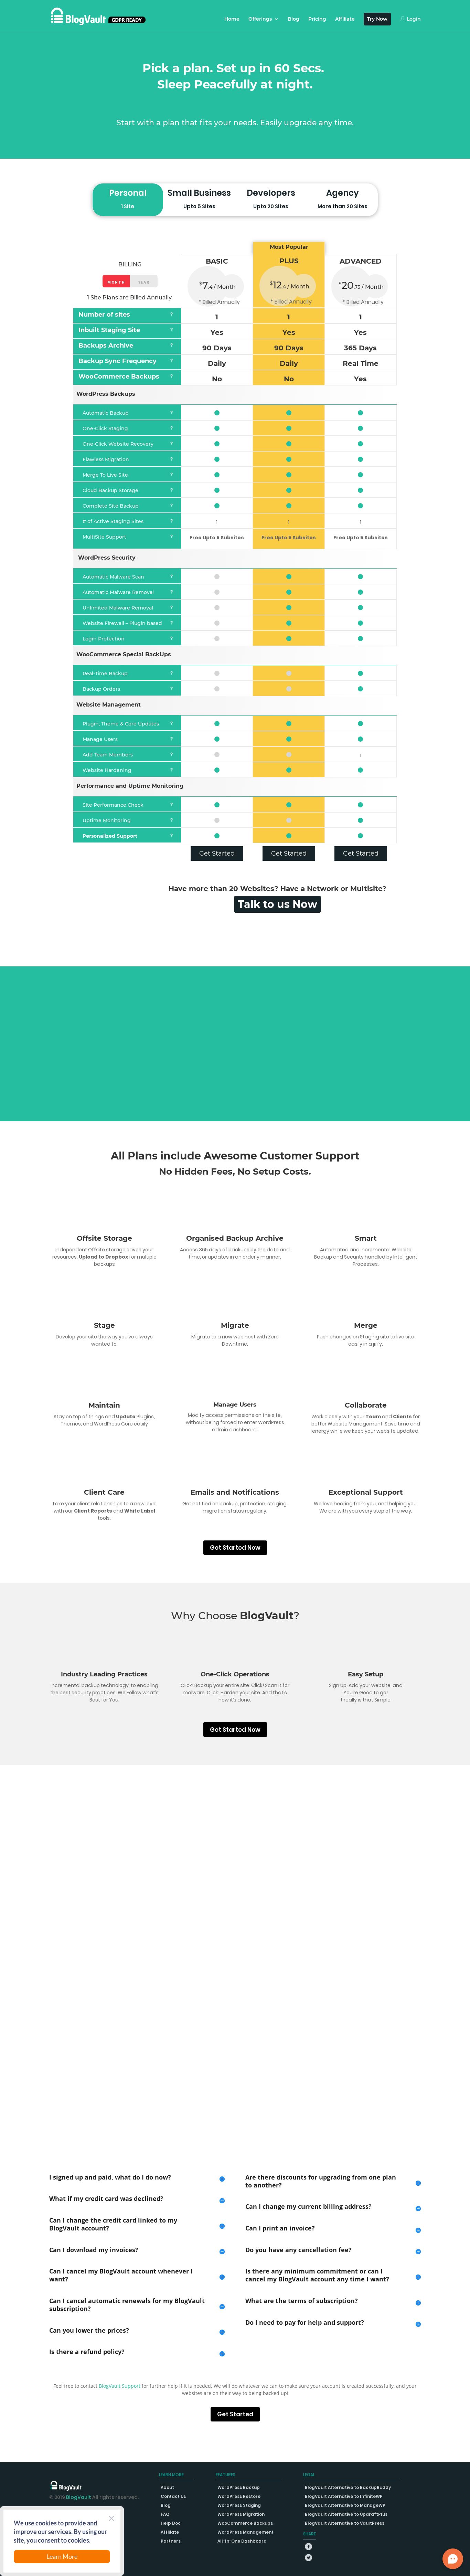 BlogVault GDPR READY
Home Offerings Blog Pricing Affiliate Try Now Login
Pick a plan. Set up in 60 Secs.
Sleep Peacefully at night.
Start with a plan that fits your needs. Easily upgrade any time.
Personal Small Business Developers Agency
1 Site Upto 5 Sites Upto 20 Sites More than 20 Sites
Most Popular
BILLING BASIC PLUS ADVANCED
MONTH YEAR $7.4 / Month $12.4 / Month $20.75 / Month
1 Site Plans are Billed Annually. * Billed Annually * Billed Annually * Billed Annually
Number of sites ? 1 1 1
Inbuilt Staging Site ? Yes Yes Yes
Backups Archive ? 90 Days 90 Days 365 Days
Backup Sync Frequency ? Daily Daily Real Time
WooCommerce Backups ? No No Yes
WordPress Backups
Automatic Backup ?
One-Click Staging ?
One-Click Website Recovery ?
Flawless Migration ?
Merge To Live Site ?
Cloud Backup Storage ?
Complete Site Backup ?
# of Active Staging Sites ? 1 1 1
MultiSite Support ? Free Upto 5 Subsites Free Upto 5 Subsites Free Upto 5 Subsites
WordPress Security
Automatic Malware Scan ?
Automatic Malware Removal ?
Unlimited Malware Removal ?
Website Firewall – Plugin based ?
Login Protection ?
WooCommerce Special BackUps
Real-Time Backup ?
Backup Orders ?
Website Management
Plugin, Theme & Core Updates ?
Manage Users ?
Add Team Members ? 1
Website Hardening ?
Performance and Uptime Monitoring
Site Performance Check ?
Uptime Monitoring ?
Personalized Support ?
Get Started Get Started Get Started
Have more than 20 Websites? Have a Network or Multisite?
Talk to us Now
All Plans include Awesome Customer Support
No Hidden Fees, No Setup Costs.
Offsite Storage
Independent Offsite storage saves your
resources. Upload to Dropbox for multiple
backups
Organised Backup Archive
Access 365 days of backups by the date and
time, or updates in an orderly manner.
Smart
Automated and Incremental Website
Backup and Security handled by Intelligent
Processes.
Stage
Develop your site the way you've always
wanted to.
Migrate
Migrate to a new web host with Zero
Downtime.
Merge
Push changes on Staging site to live site
easily in a jiffy.
Maintain
Stay on top of things and Update Plugins,
Themes, and WordPress Core easily
Manage Users
Modify access permissions on the site,
without being forced to enter WordPress
admin dashboard.
Collaborate
Work closely with your Team and Clients for
better Website Management. Save time and
energy while we keep your website updated.
Client Care
Take your client relationships to a new level
with our Client Reports and White Label
tools.
Emails and Notifications
Get notified on backup, protection, staging,
migration status regularly.
Exceptional Support
We love hearing from you, and helping you.
We are with you every step of the way.
Get Started Now
Why Choose BlogVault?
Industry Leading Practices
Incremental backup technology, to enabling
the best security practices, We Follow what's
Best for You.
One-Click Operations
Click! Backup your entire site. Click! Scan it for
malware. Click! Harden your site. And that's
how it's done.
Easy Setup
Sign up, Add your website, and
You're Good to go!
It really is that Simple.
Get Started Now
I signed up and paid, what do I do now?
What if my credit card was declined?
Can I change the credit card linked to my
BlogVault account?
Can I download my invoices?
Can I cancel my BlogVault account whenever I
want?
Can I cancel automatic renewals for my BlogVault
subscription?
Can you lower the prices?
Is there a refund policy?
Are there discounts for upgrading from one plan
to another?
Can I change my current billing address?
Can I print an invoice?
Do you have any cancellation fee?
Is there any minimum commitment or can I
cancel my BlogVault account any time I want?
What are the terms of subscription?
Do I need to pay for help and support?
Feel free to contact BlogVault Support for further help if it is needed. We will do whatever we can to make sure your account is created successfully, and your
websites are on their way to being backed up!
Get Started
BlogVault
© 2019 BlogVault All rights reserved.
LEARN MORE
About
Contact Us
Blog
FAQ
Help Doc
Affiliate
Partners
FEATURES
WordPress Backup
WordPress Restore
WordPress Staging
WordPress Migration
WooCommerce Backups
WordPress Management
All-In-One Dashboard
LEGAL
BlogVault Alternative to BackupBuddy
BlogVault Alternative to InfiniteWP
BlogVault Alternative to ManageWP
BlogVault Alternative to UpdraftPlus
BlogVault Alternative to VaultPress
We use cookies to provide and
improve our services. By using our
site, you consent to cookies.
Learn More